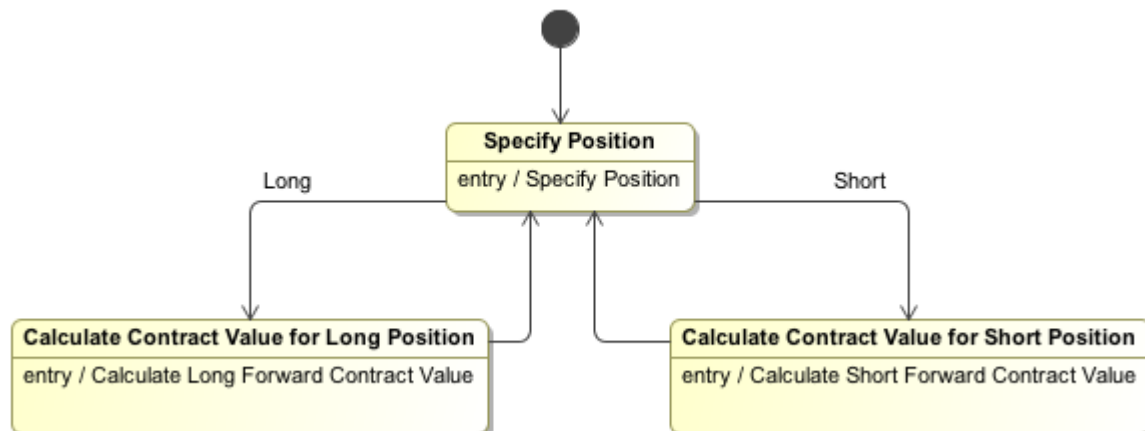 Specify Position
entry / Specify Position
Long
Short
Calculate Contract Value for Long Position
entry / Calculate Long Forward Contract Value
Calculate Contract Value for Short Position
entry / Calculate Short Forward Contract Value